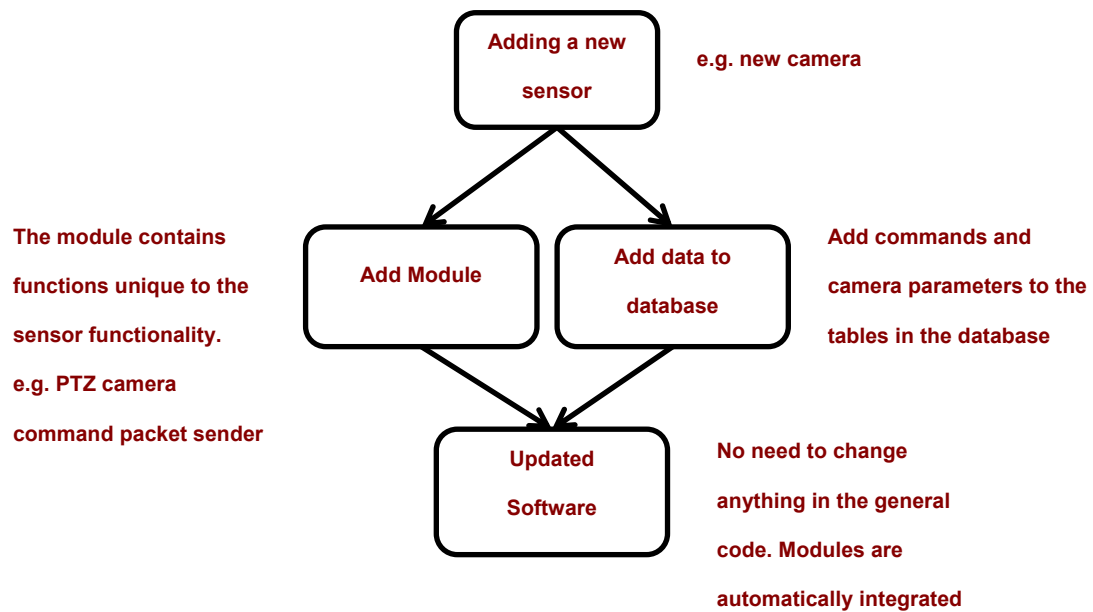 Adding a new
sensor
e.g. new camera
The module contains
functions unique to the
sensor functionality.
e.g. PTZ camera
command packet sender
Add Module
Add data to
database
Add commands and
camera parameters to the
tables in the database
Updated
Software
No need to change
anything in the general
code. Modules are
automatically integrated